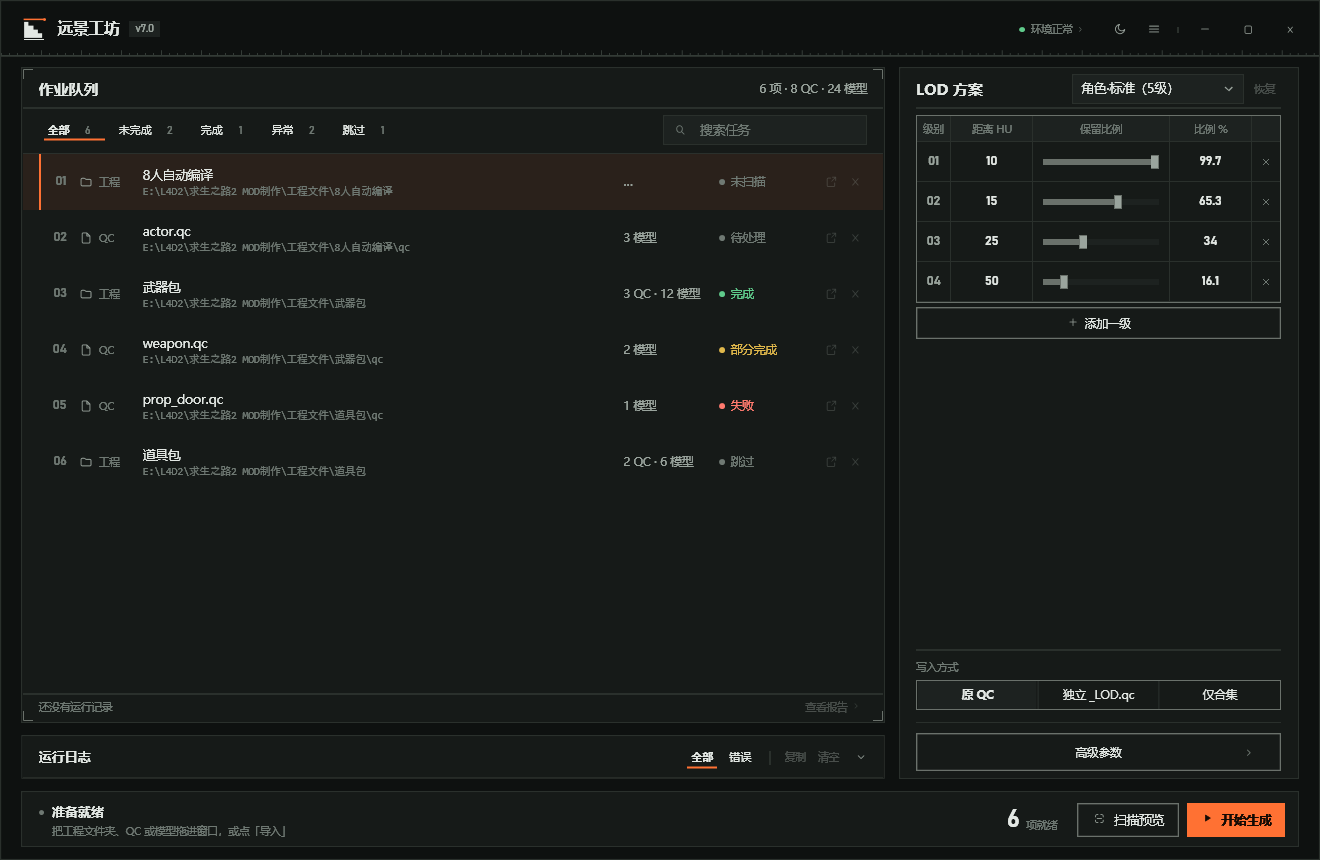 远景工坊 v7.0 环境正常
作业队列 6 项 · 8 QC · 24 模型
全部 6 未完成 2 完成 1 异常 2 跳过 1 搜索任务
01 工程 8人自动编译 ... 未扫描
E:\L4D2\求生之路2 MOD制作\工程文件\8人自动编译
02 QC actor.qc 3 模型 待处理
E:\L4D2\求生之路2 MOD制作\工程文件\8人自动编译\qc
03 工程 武器包 3 QC · 12 模型 完成
E:\L4D2\求生之路2 MOD制作\工程文件\武器包
04 QC weapon.qc 2 模型 部分完成
E:\L4D2\求生之路2 MOD制作\工程文件\武器包\qc
05 QC prop_door.qc 1 模型 失败
E:\L4D2\求生之路2 MOD制作\工程文件\道具包\qc
06 工程 道具包 2 QC · 6 模型 跳过
E:\L4D2\求生之路2 MOD制作\工程文件\道具包
还没有运行记录 查看报告
运行日志 全部 错误 复制 清空
LOD 方案 角色·标准（5级） 恢复
级别 距离 HU 保留比例 比例 %
01 10 99.7
02 15 65.3
03 25 34
04 50 16.1
+ 添加一级
写入方式
原 QC 独立 _LOD.qc 仅合集
高级参数
准备就绪
把工程文件夹、QC 或模型拖进窗口，或点「导入」
6 项就绪 扫描预览 开始生成